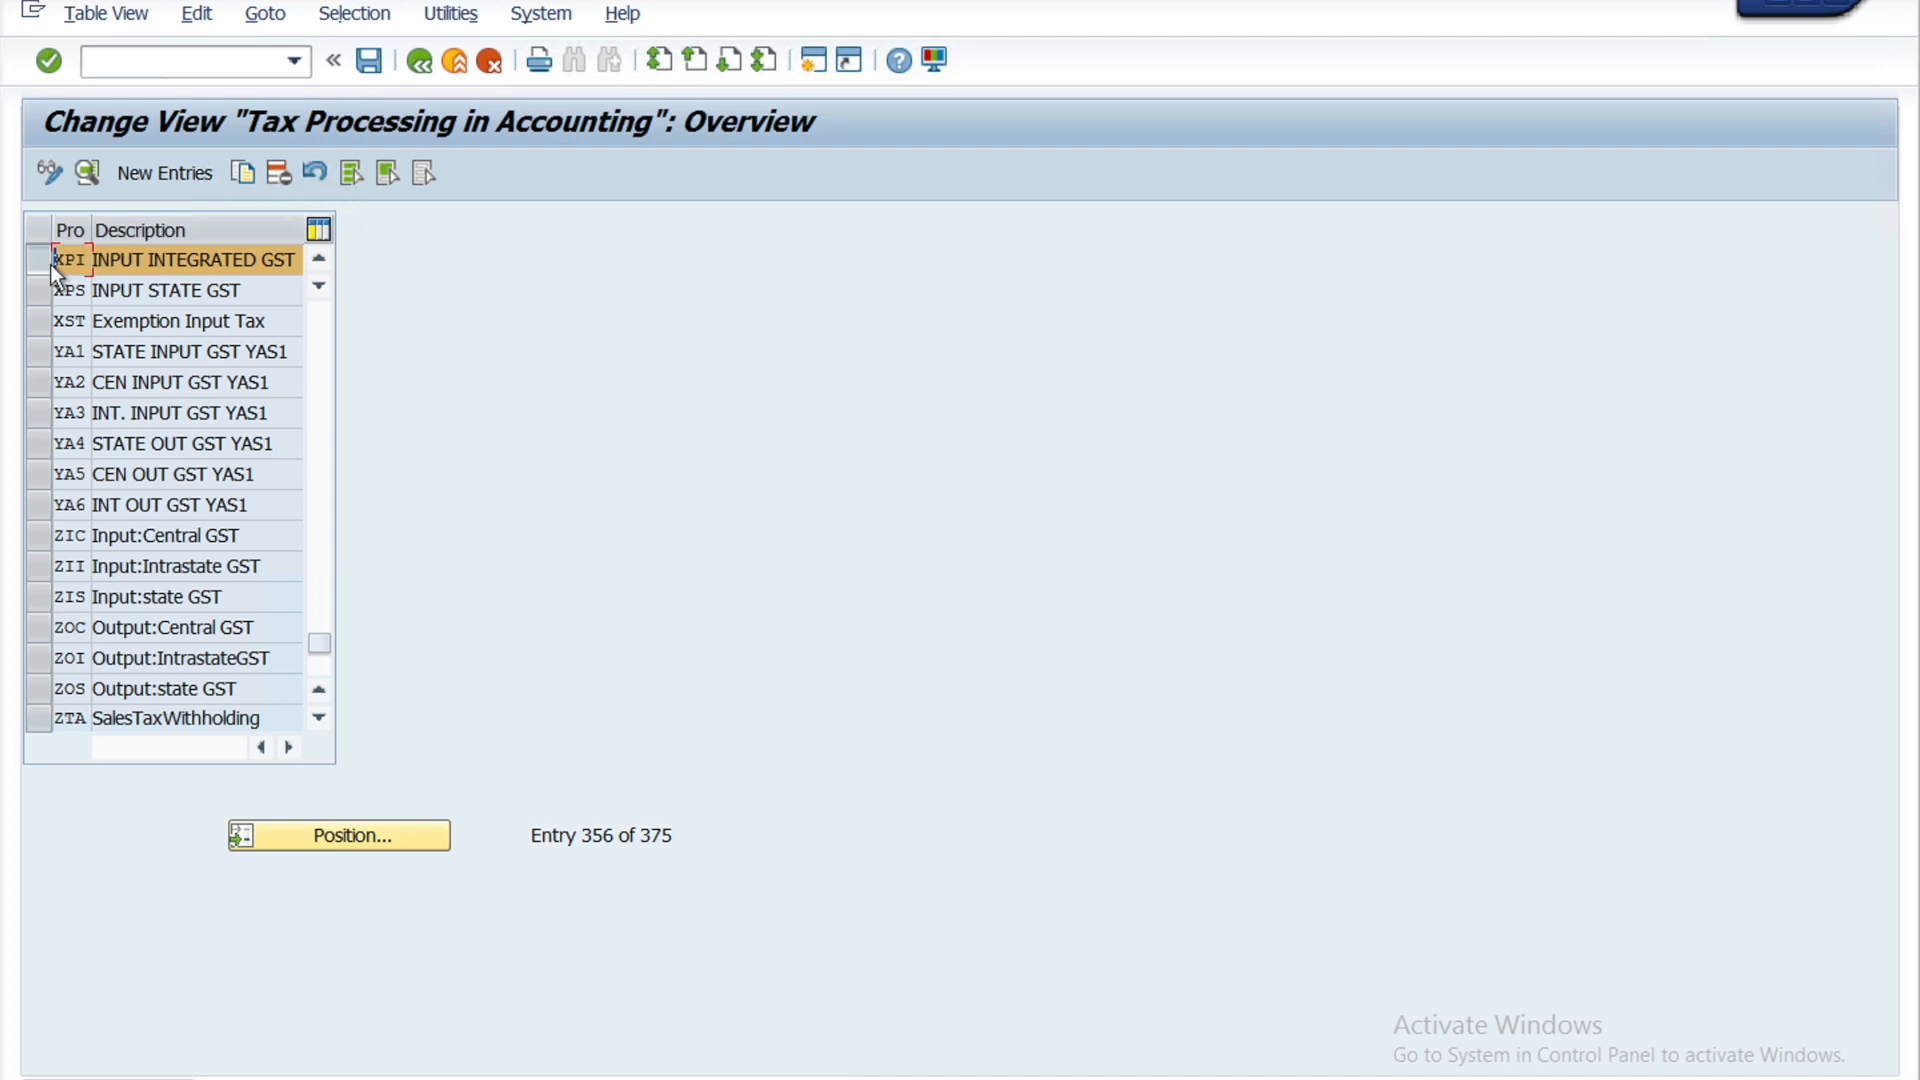 Table View Edit Goto Selection Utilities System Help
Change View "Tax Processing in Accounting": Overview
New Entries
Pro Description
XPI INPUT INTEGRATED GST
XPS INPUT STATE GST
XST Exemption Input Tax
YA1 STATE INPUT GST YAS1
YA2 CEN INPUT GST YAS1
YA3 INT. INPUT GST YAS1
YA4 STATE OUT GST YAS1
YA5 CEN OUT GST YAS1
YA6 INT OUT GST YAS1
ZIC Input:Central GST
ZII Input:Intrastate GST
ZIS Input:state GST
ZOC Output:Central GST
ZOI Output:IntrastateGST
ZOS Output:state GST
ZTA SalesTaxWithholding
Position... Entry 356 of 375
Activate Windows
Go to System in Control Panel to activate Windows.